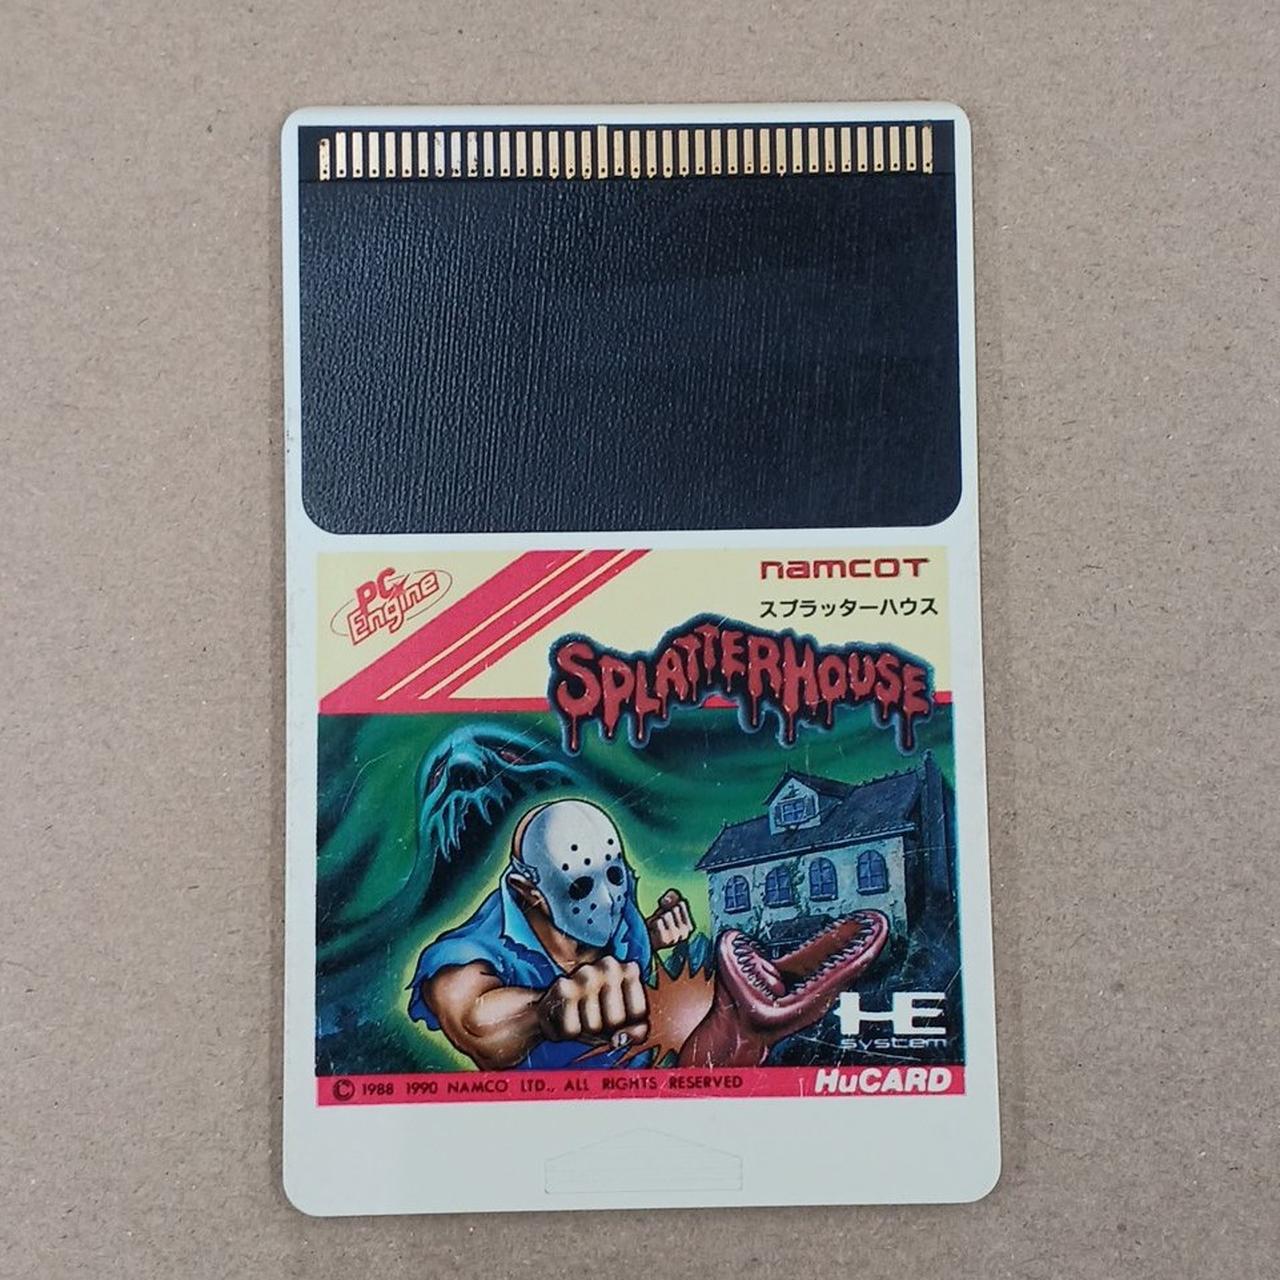 PC Engine
namcot
スプラッターハウス
SPLATTERHOUSE
HE
SYSTEM
© 1988 1990 NAMCO LTD., ALL RIGHTS RESERVED
HuCARD